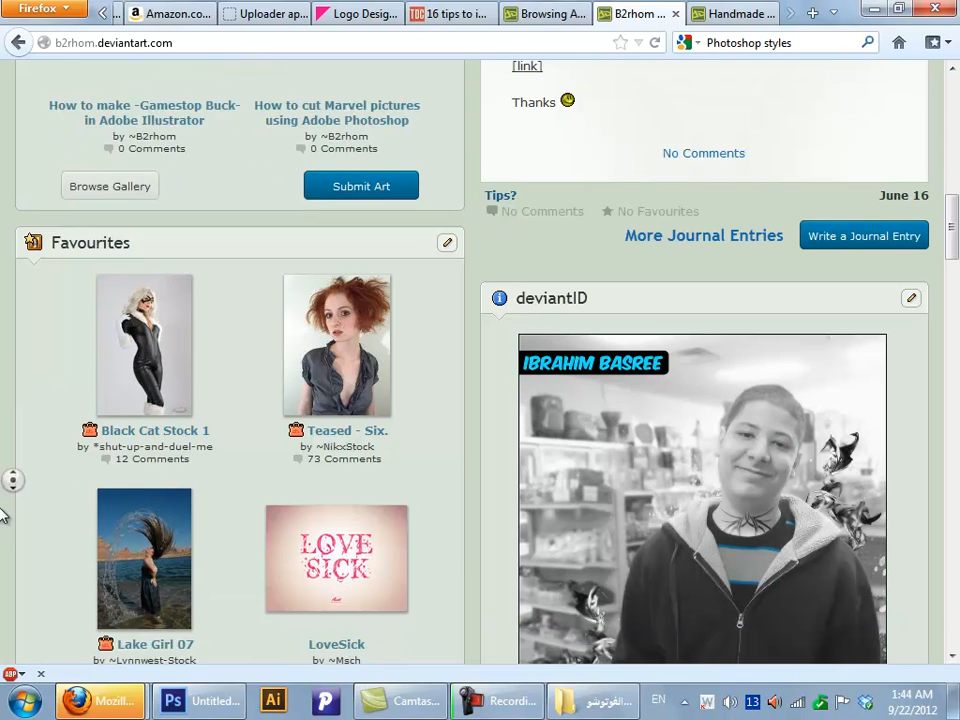 Firefox
Amazon.co...
Uploader ap...
Logo Desig...
16 tips to i...
Browsing A...
B2rhom ...
Handmade ...
b2rhom.deviantart.com
Photoshop styles
[link]
Thanks
No Comments
How to make -Gamestop Buck-
in Adobe Illustrator
by ~B2rhom
0 Comments
How to cut Marvel pictures
using Adobe Photoshop
by ~B2rhom
0 Comments
Browse Gallery
Submit Art
Tips?
June 16
No Comments
No Favourites
More Journal Entries
Write a Journal Entry
Favourites
Black Cat Stock 1
by *shut-up-and-duel-me
12 Comments
Teased - Six.
by ~NikxStock
73 Comments
LOVE
SICK
Lake Girl 07
by ~Lynnwest-Stock
LoveSick
by ~Msch
deviantID
IBRAHIM BASREE
ABP
Mozill...
Ps
Untitled...
Ai
P
Camtas...
Recordi...
الفوتوشو...
EN
13
1:44 AM
9/22/2012